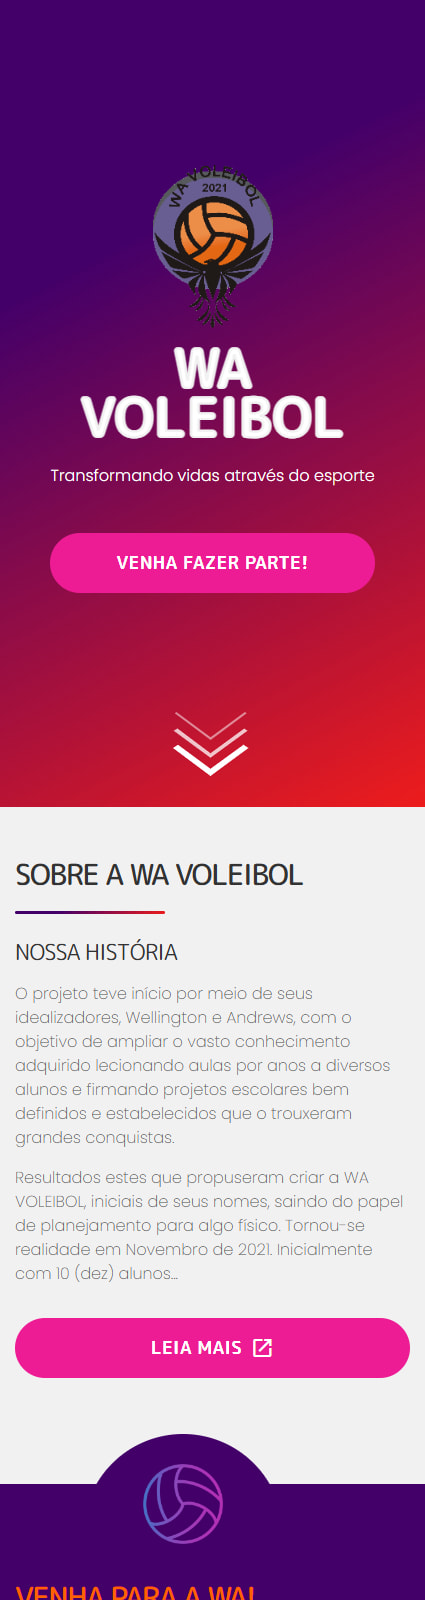 WA VOLEIBOL
2021
WA
VOLEIBOL
Transformando vidas através do esporte
VENHA FAZER PARTE!
SOBRE A WA VOLEIBOL
NOSSA HISTÓRIA
O projeto teve início por meio de seus
idealizadores, Wellington e Andrews, com o
objetivo de ampliar o vasto conhecimento
adquirido lecionando aulas por anos a diversos
alunos e firmando projetos escolares bem
definidos e estabelecidos que o trouxeram
grandes conquistas.
Resultados estes que propuseram criar a WA
VOLEIBOL, iniciais de seus nomes, saindo do papel
de planejamento para algo físico. Tornou-se
realidade em Novembro de 2021. Inicialmente
com 10 (dez) alunos...
LEIA MAIS
VENHA PARA A WA!